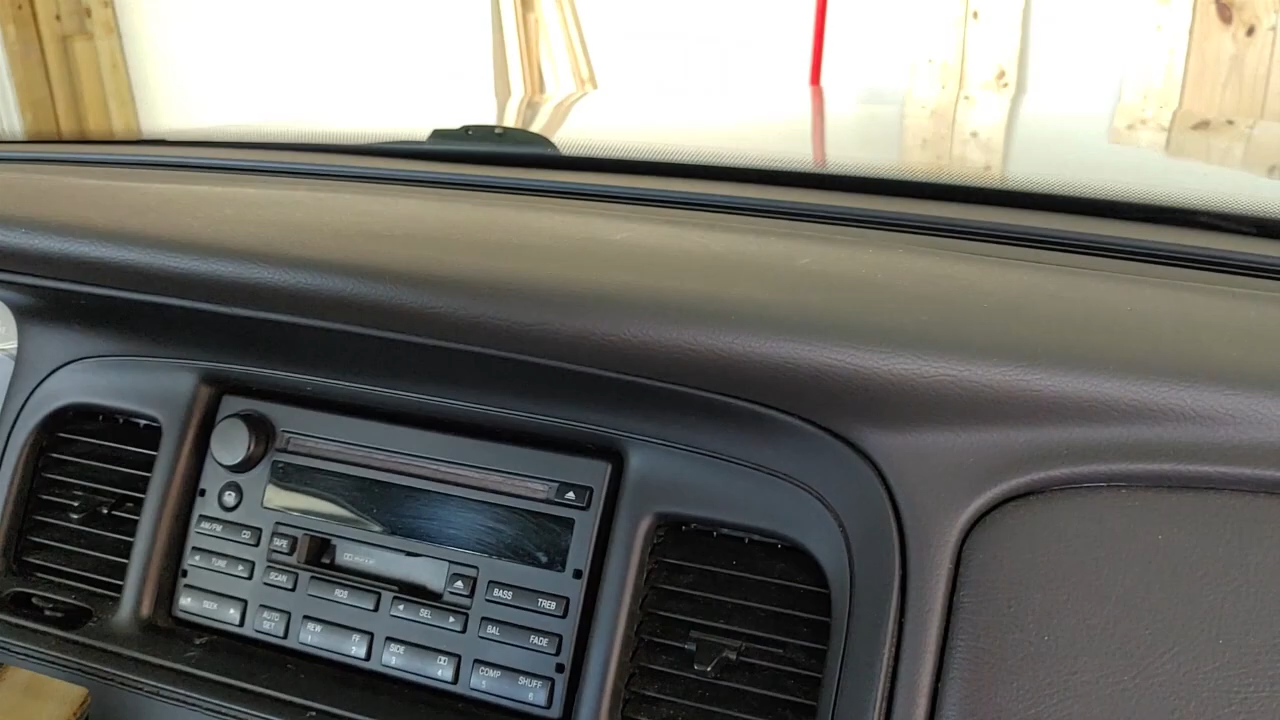 AM/FM CD
TAPE
◄ TUNE ►
SCAN
◄ SEEK ►
AUTO
SET
RDS
◄ SEL ►
BASS TREB
REW FF
1 2
SIDE
3 4
BAL FADE
COMP SHUFF
5 6